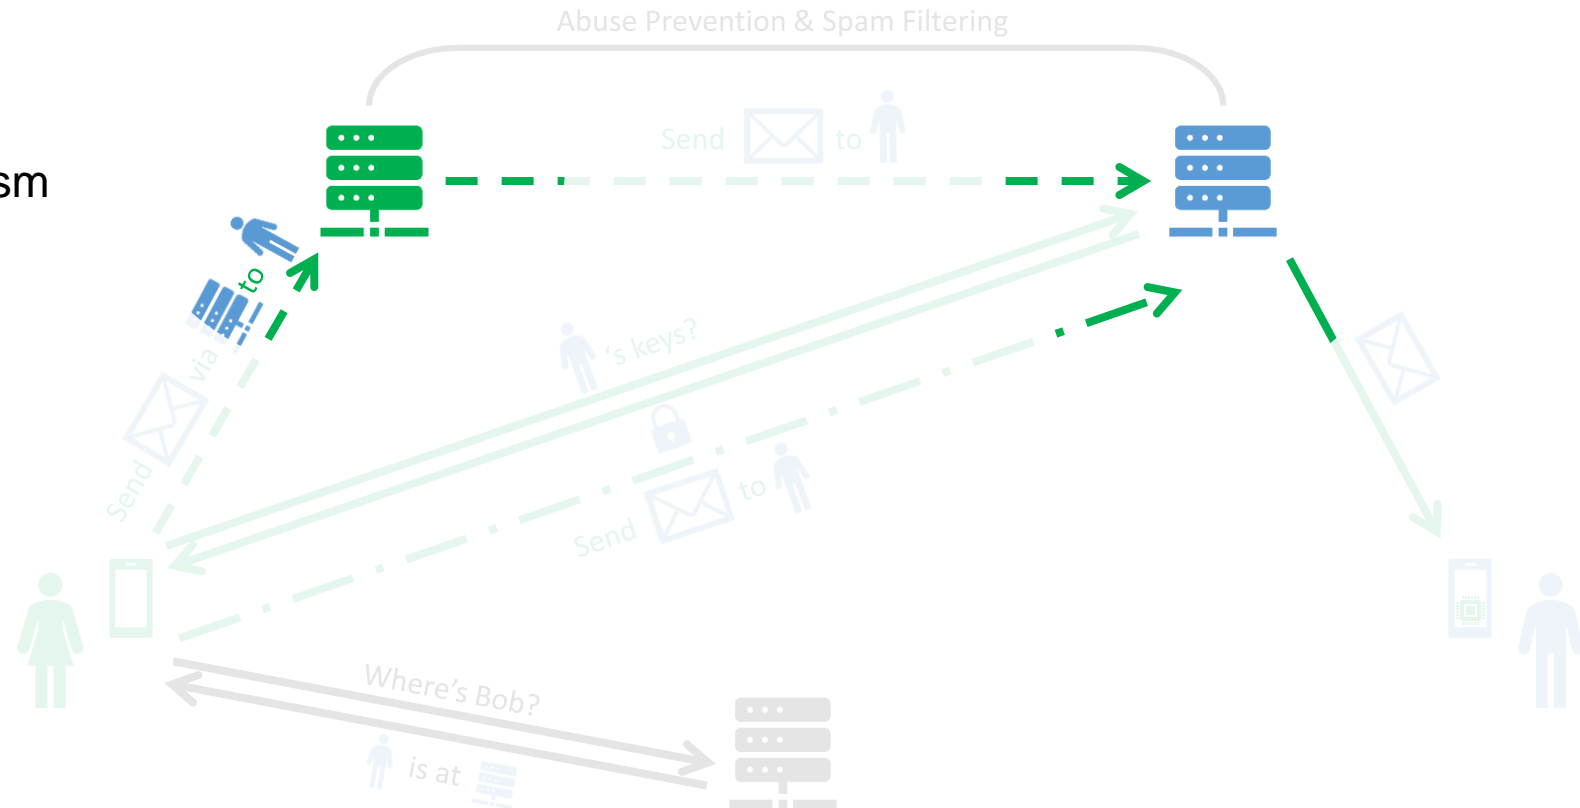 Abuse Prevention & Spam Filtering
Send to
sm
Send via to
's keys?
Send to
Where's Bob?
is at